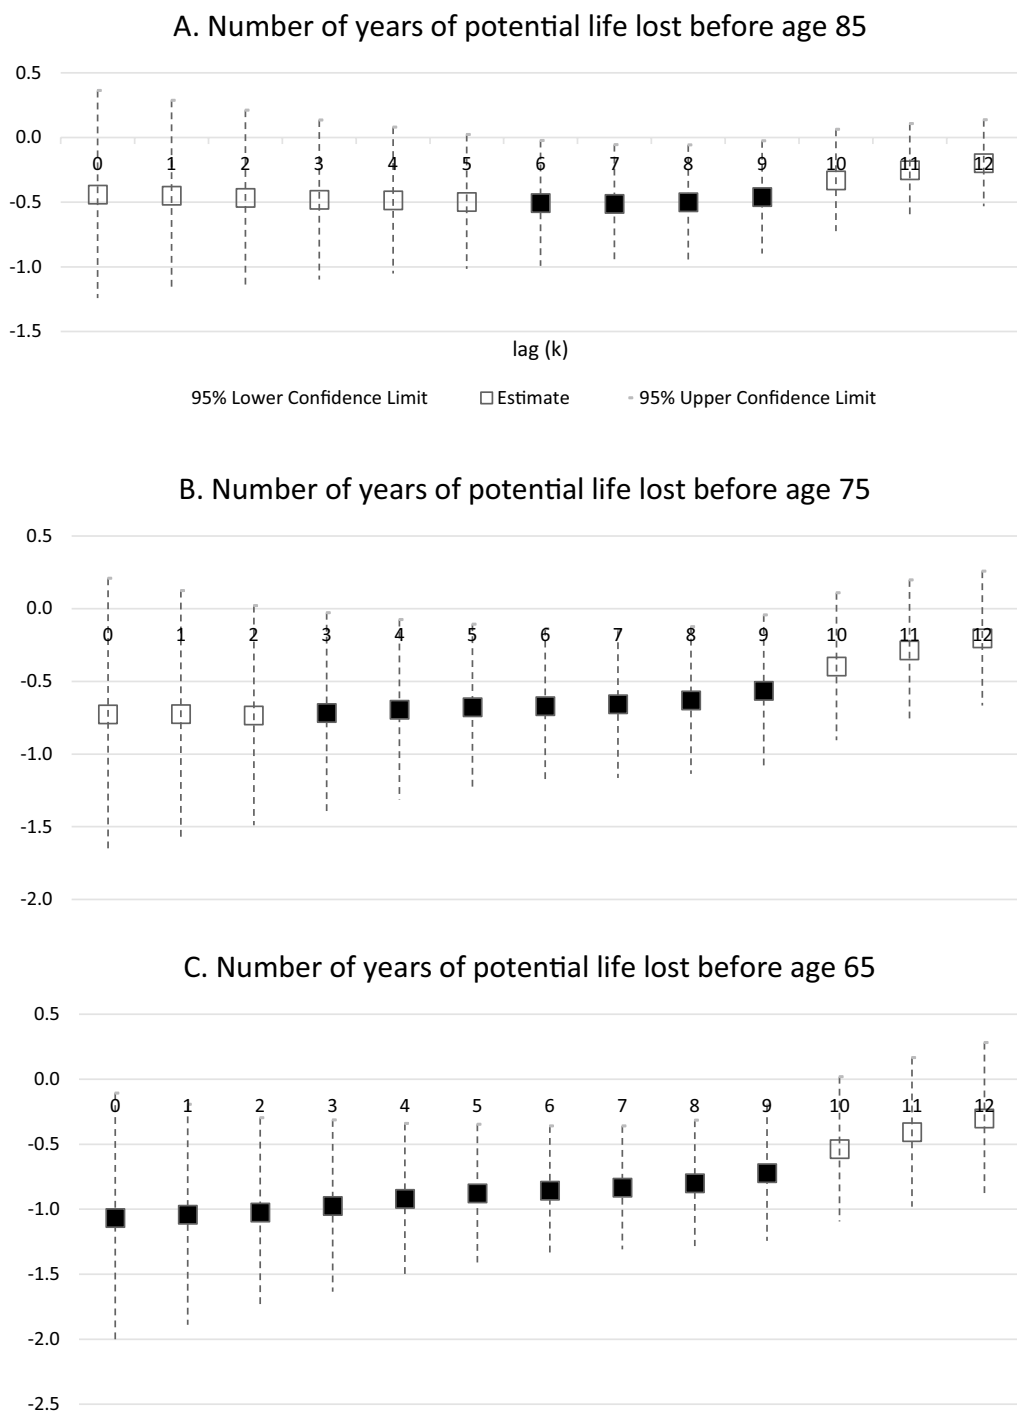 A. Number of years of potential life lost before age 85
0.5
0.0
0 1 2 3 4 5 6 7 8 9 10 11 12
-0.5
-1.0
-1.5
lag (k)
95% Lower Confidence Limit Estimate 95% Upper Confidence Limit
B. Number of years of potential life lost before age 75
0.5
0.0
0 1 2 3 4 5 6 7 8 9 10 11 12
-0.5
-1.0
-1.5
-2.0
C. Number of years of potential life lost before age 65
0.5
0.0
0 1 2 3 4 5 6 7 8 9 10 11 12
-0.5
-1.0
-1.5
-2.0
-2.5